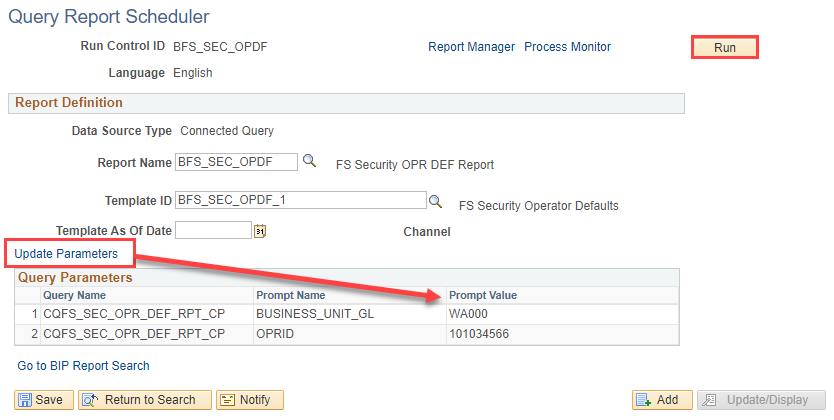 Query Report Scheduler
Run Control ID BFS_SEC_OPDF Report Manager Process Monitor Run
Language English
Report Definition
Data Source Type Connected Query
Report Name BFS_SEC_OPDF FS Security OPR DEF Report
Template ID BFS_SEC_OPDF_1 FS Security Operator Defaults
Template As Of Date 31 Channel
Update Parameters
Query Parameters
Query Name Prompt Name Prompt Value
1 CQFS_SEC_OPR_DEF_RPT_CP BUSINESS_UNIT_GL WA000
2 CQFS_SEC_OPR_DEF_RPT_CP OPRID 101034566
Go to BIP Report Search
Save Return to Search Notify Add Update/Display